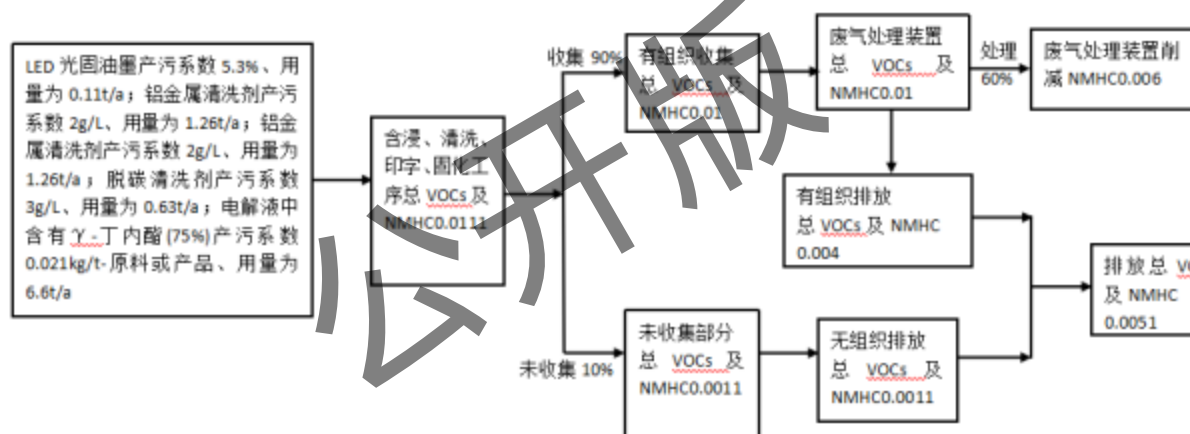 LED 光固油墨产污系数 5.3%、用
量为 0.11t/a；铝金属清洗剂产污
系数 2g/L、用量为 1.26t/a；铝金
属清洗剂产污系数 2g/L、用量为
1.26t/a；脱碳清洗剂产污系数
3g/L、用量为 0.63t/a；电解液中
含有γ-丁内酯(75%)产污系数
0.021kg/t-原料或产品、用量为
6.6t/a
含浸、清洗、
印字、固化工
序总 VOCs 及
NMHC0.0111
收集 90%
有组织收集
总 VOCs 及
NMHC0.01
废气处理装置
总 VOCs 及
NMHC0.01
处理
60%
废气处理装置削
减 NMHC0.006
有组织排放
总 VOCs 及 NMHC
0.004
未收集 10%
未收集部分
总 VOCs 及
NMHC0.0011
无组织排放
总 VOCs 及
NMHC0.0011
排放总 VO
及 NMHC
0.0051
公开版